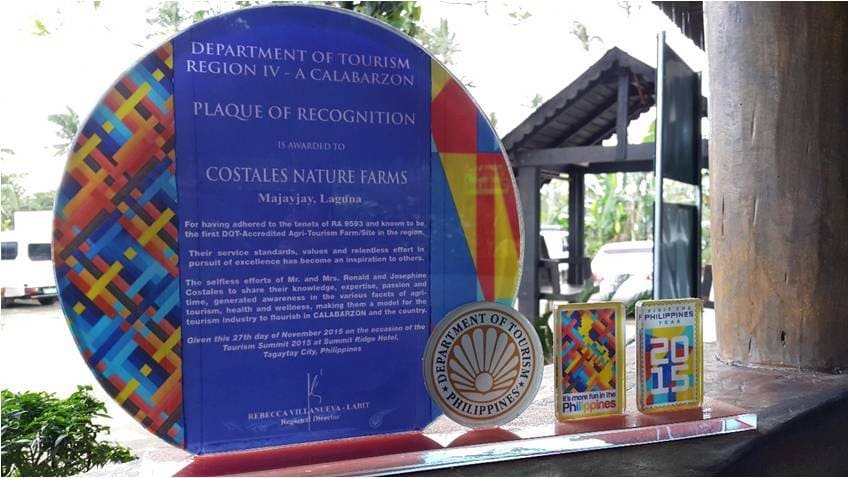 DEPARTMENT OF TOURISM
REGION IV - A CALABARZON
PLAQUE OF RECOGNITION
IS AWARDED TO
COSTALES NATURE FARMS
Majayjay, Laguna
For having adhered to the tenets of RA 9593 and known to be
the first DOT-Accredited Agri-Tourism Farm/Site in the region.
Their service standards, values and relentless effort in
pursuit of excellence has become an inspiration to others.
The selfless efforts of Mr. and Mrs. Ronald and Josephine
Costales to share their knowledge, expertise, passion and
time, generated awareness in the various facets of agri-
tourism, health and wellness, making them a model for the
tourism industry to flourish in CALABARZON and the country.
Given this 27th day of November 2015 on the occasion of the
Tourism Summit 2015 at Summit Ridge Hotel,
Tagaytay City, Philippines
REBECCA VILLANUEVA - LABIT
Regional Director
DEPARTMENT OF TOURISM
PHILIPPINES
It's more fun in the
Philippines
VISIT THE
PHILIPPINES
YEAR
20
15